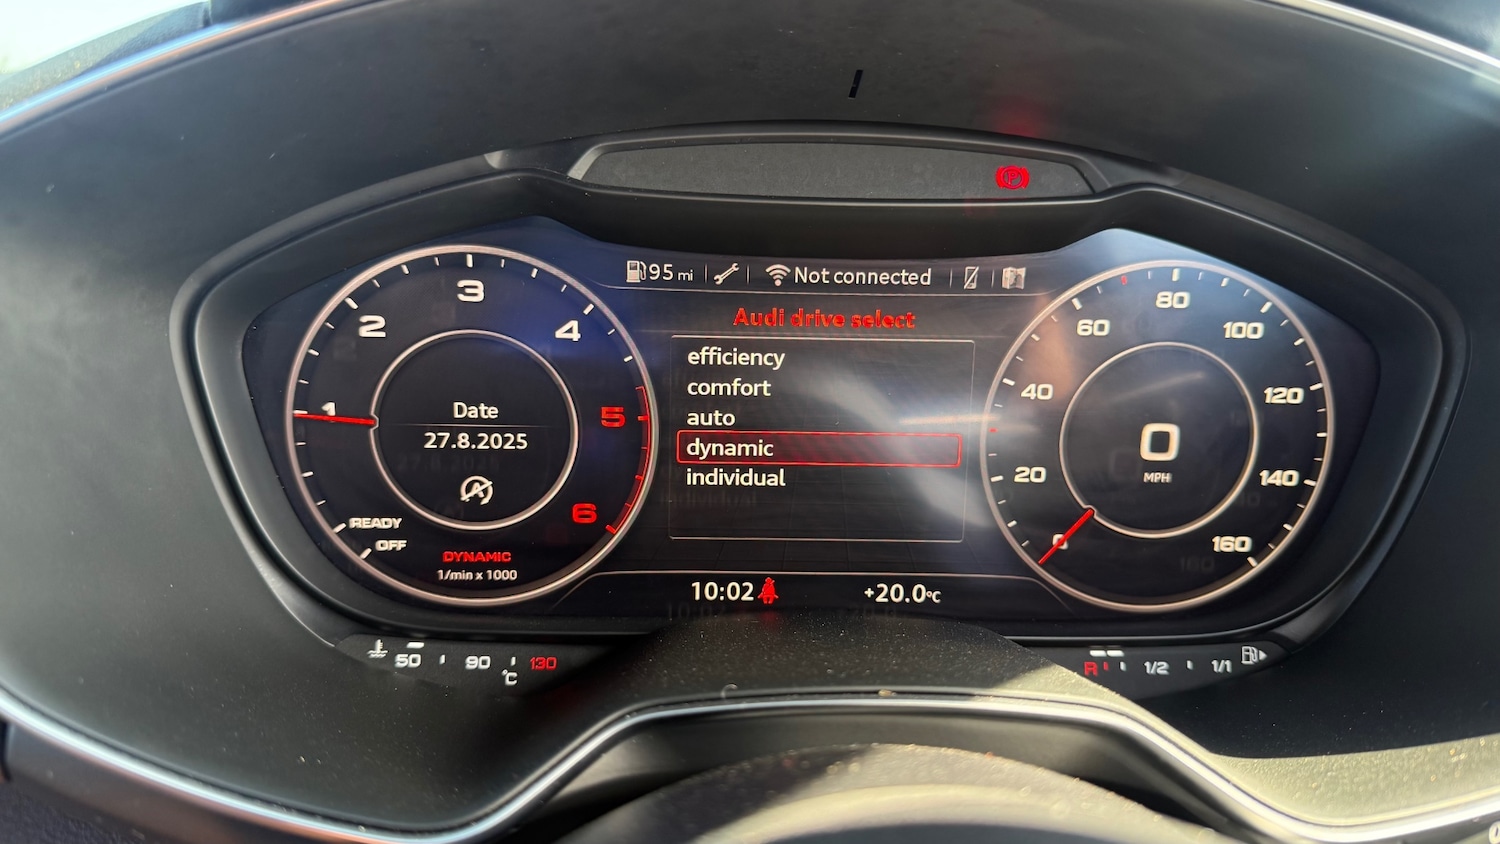 P
95 mi
Not connected
Audi drive select
efficiency
comfort
auto
dynamic
individual
1
2
3
4
5
6
Date
27.8.2025
A
READY
OFF
DYNAMIC
1/min x 1000
0
20
40
60
80
100
120
140
160
0
MPH
10:02
+20.0°C
50
90
130
°C
R
1/2
1/1